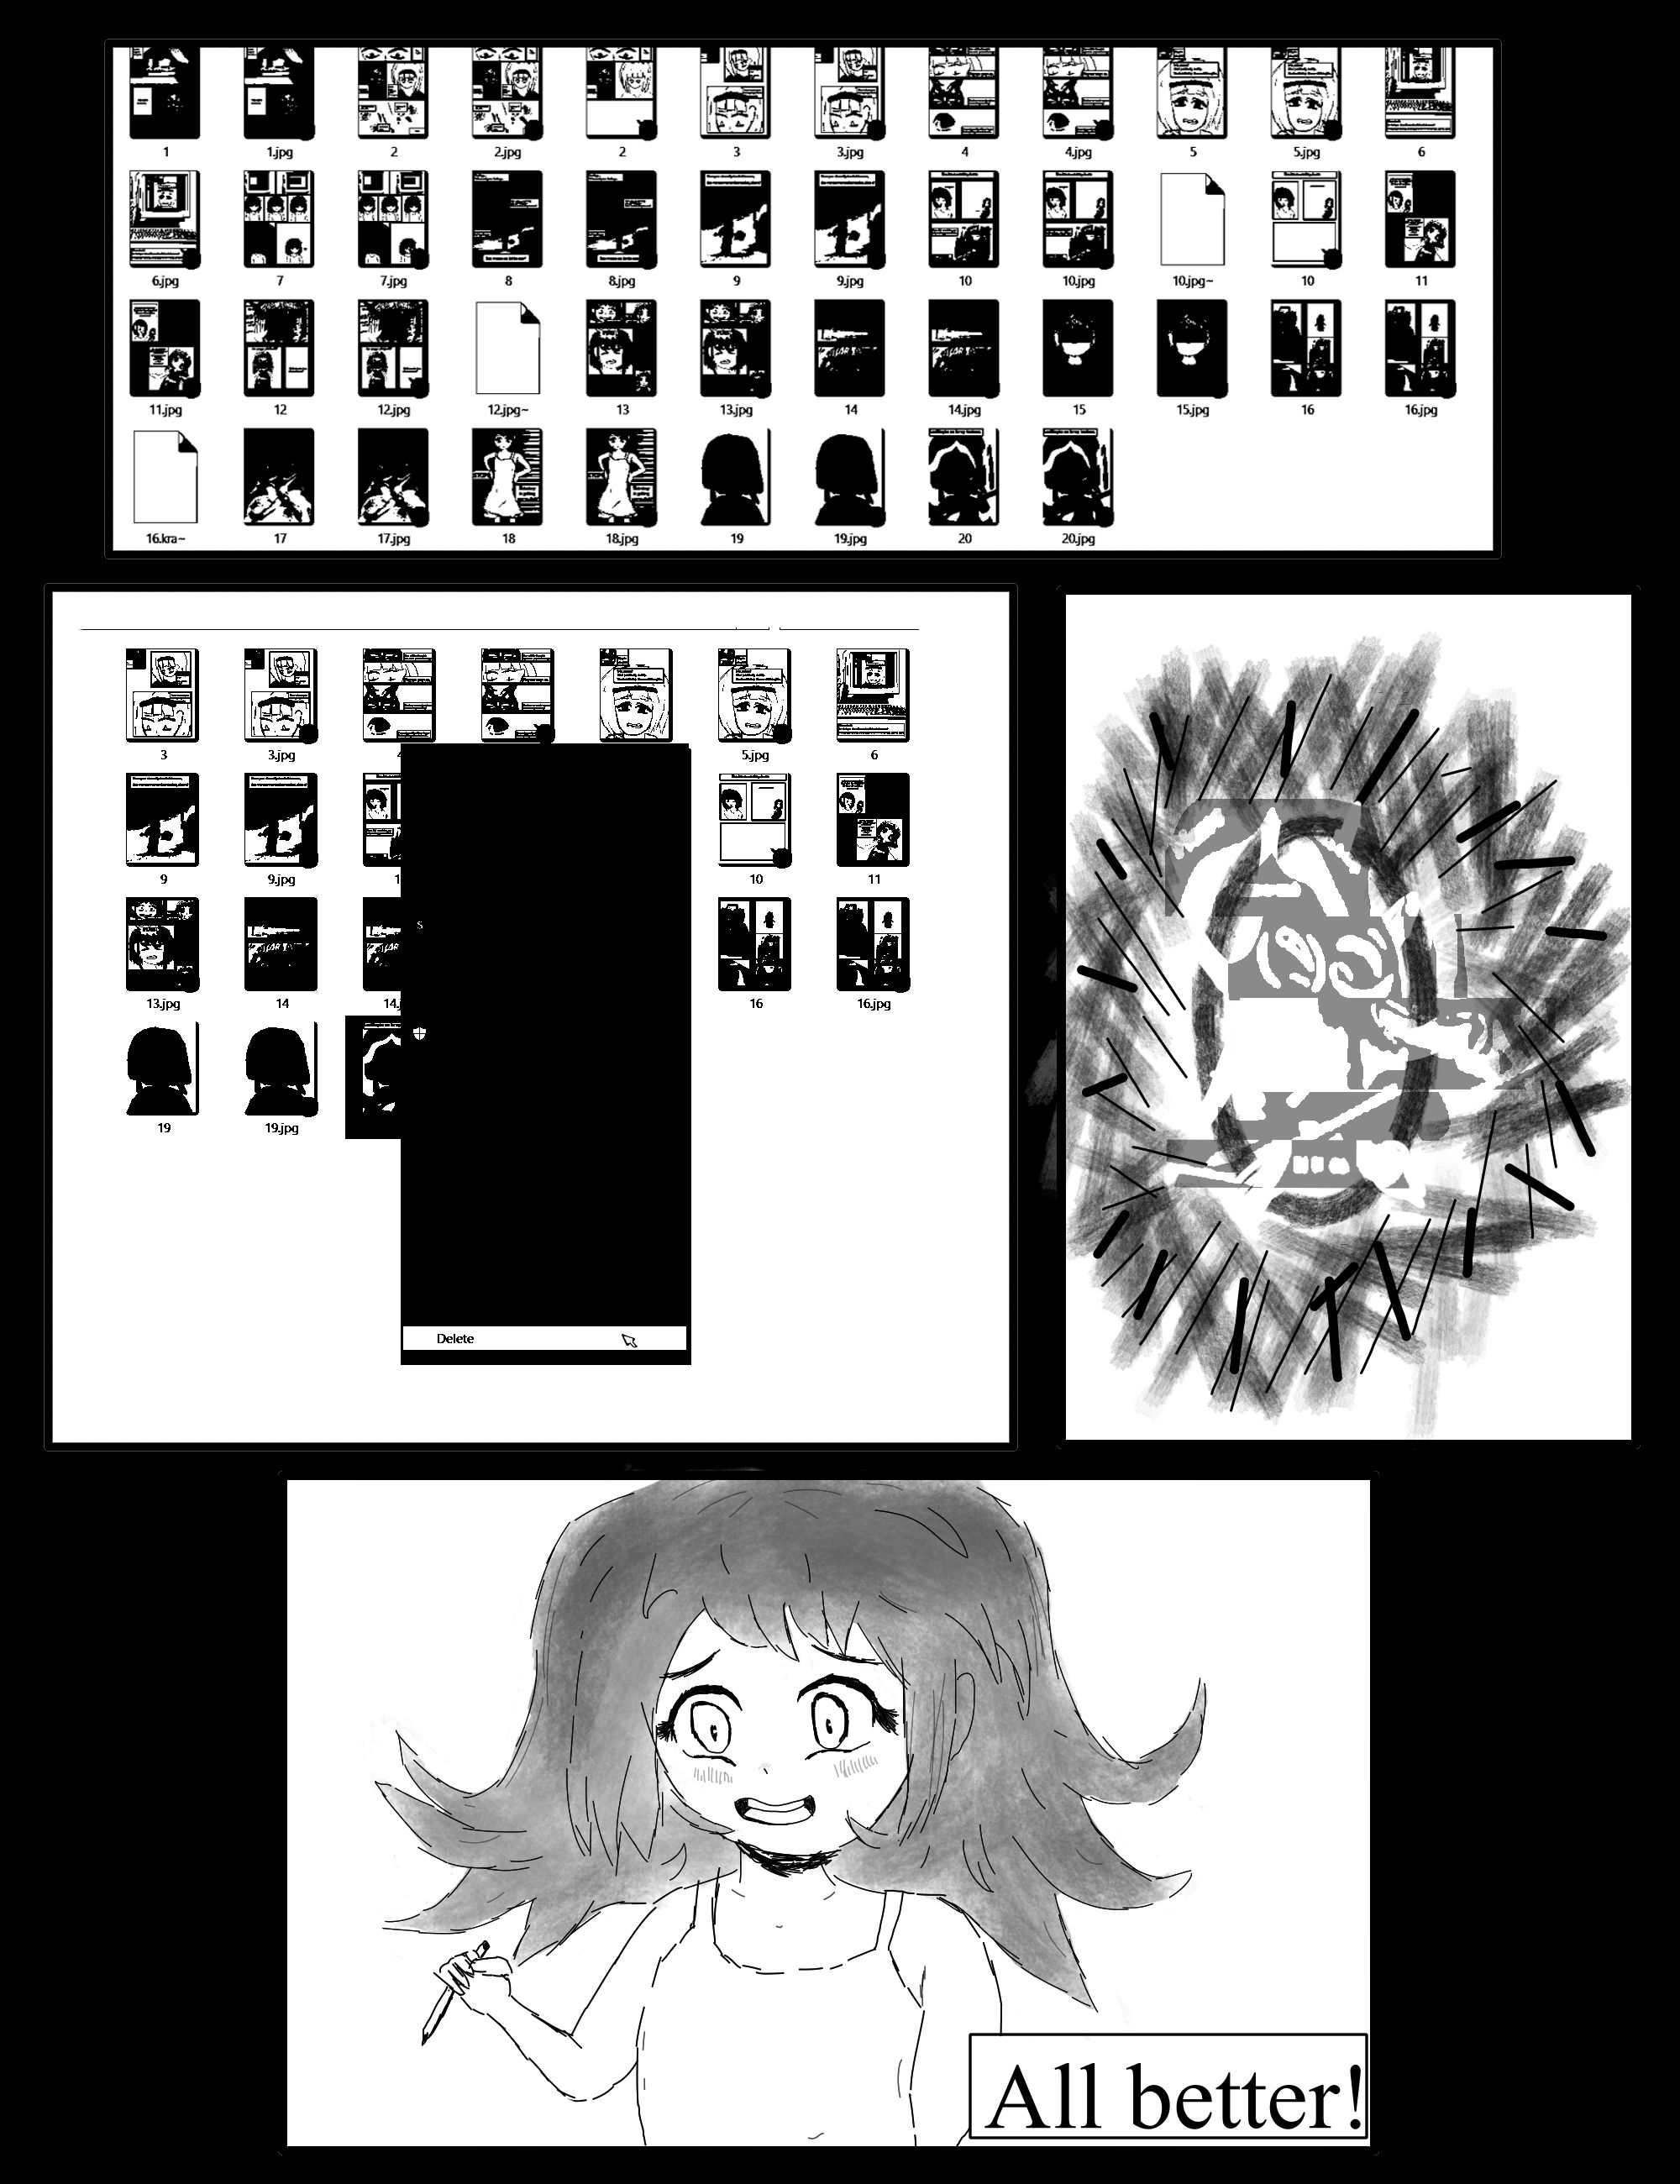 1 1.jpg 2 2.jpg 2 3 3.jpg 4 4.jpg 5 5.jpg 6
6.jpg 7 7.jpg 8 8.jpg 9 9.jpg 10 10.jpg 10.jpg~ 10 11
11.jpg 12 12.jpg 12.jpg~ 13 13.jpg 14 14.jpg 15 15.jpg 16 16.jpg
16.kra~ 17 17.jpg 18 18.jpg 19 19.jpg 20 20.jpg
3 3.jpg 4 5.jpg 6
9 9.jpg 1 10 11
S
13.jpg 14 14.j 16 16.jpg
19 19.jpg
Delete
All better!